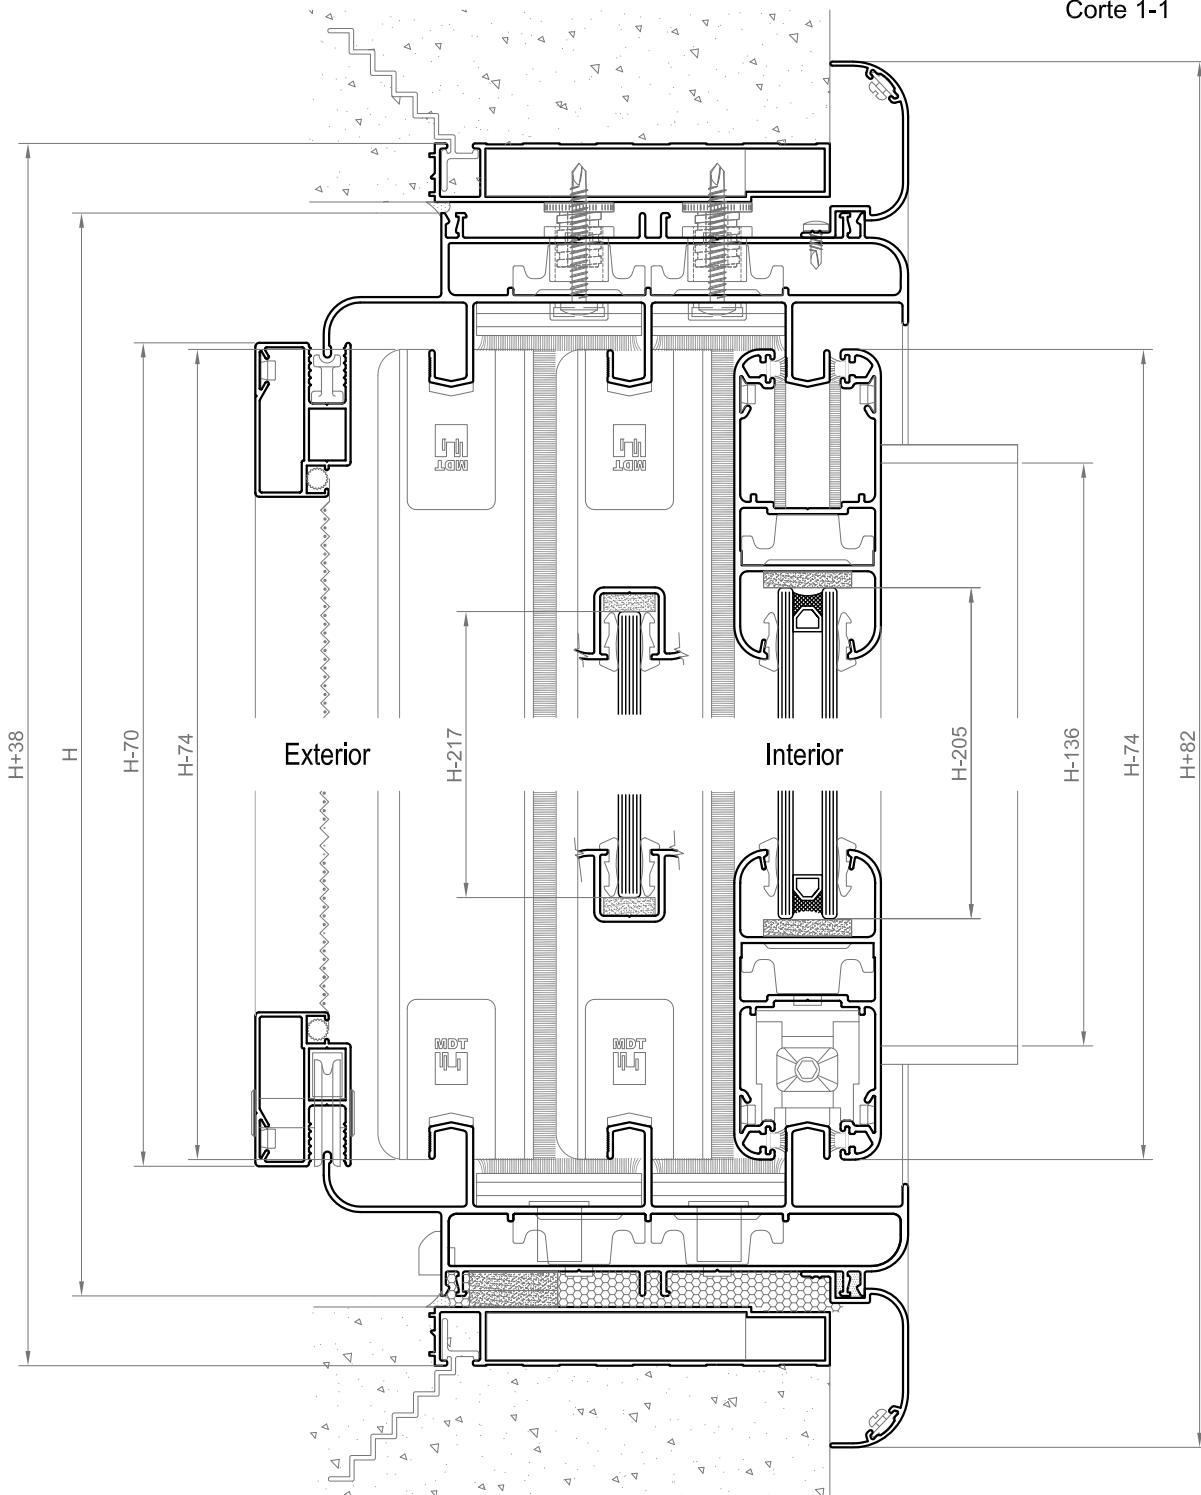 Corte 1-1
MDT
MDT
H+38
H
H-70
H-74
Exterior
H-217
Interior
H-205
H-136
H-74
H+82
MDT
MDT